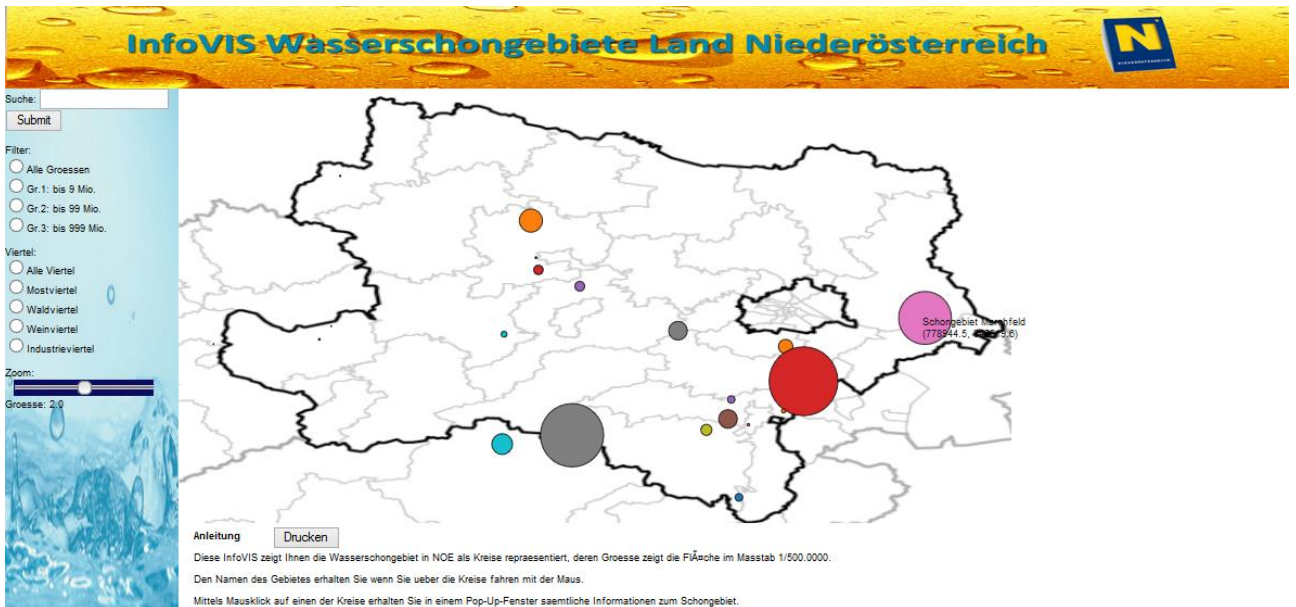 InfoVIS Wasserschongebiete Land Niederösterreich
N
NIEDERÖSTERREICH
Suche:
Submit
Filter:
Alle Groessen
Gr.1: bis 9 Mio.
Gr.2: bis 99 Mio.
Gr.3: bis 999 Mio.
Viertel:
Alle Viertel
Mostviertel
Waldviertel
Weinviertel
Industrieviertel
Zoom:
Groesse: 2.0
Schongebiet Marchfeld
(778944.5,
Anleitung
Drucken
Diese InfoVIS zeigt Ihnen die Wasserschongebiet in NOE als Kreise repraesentiert, deren Groesse zeigt die FlÃ¤che im Masstab 1/500.0000.
Den Namen des Gebietes erhalten Sie wenn Sie ueber die Kreise fahren mit der Maus.
Mittels Mausklick auf einen der Kreise erhalten Sie in einem Pop-Up-Fenster saemtliche Informationen zum Schongebiet.